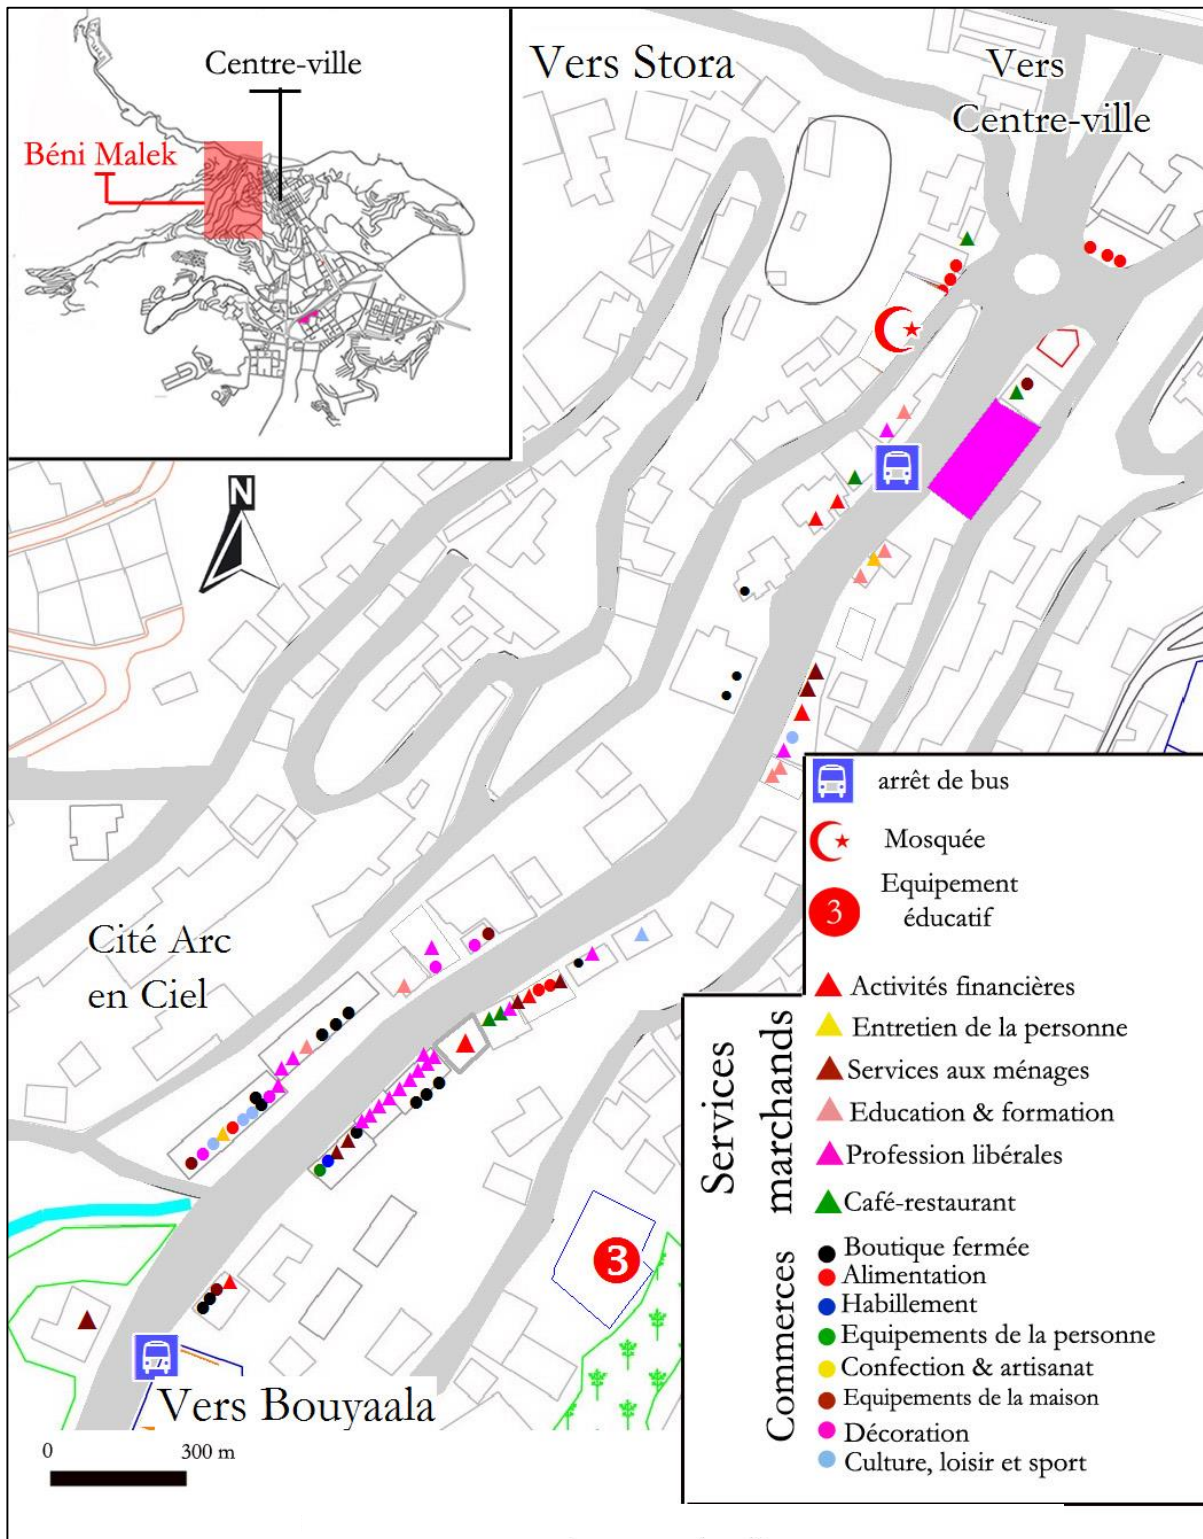 Centre-ville
Béni Malek
Vers Stora
Vers
Centre-ville
N
Cité Arc
en Ciel
3
Vers Bouyaala
0 300 m
arrêt de bus
Mosquée
3
Equipement
éducatif
Services
marchands
Activités financières
Entretien de la personne
Services aux ménages
Education & formation
Profession libérales
Café-restaurant
Commerces
Boutique fermée
Alimentation
Habillement
Equipements de la personne
Confection & artisanat
Equipements de la maison
Décoration
Culture, loisir et sport